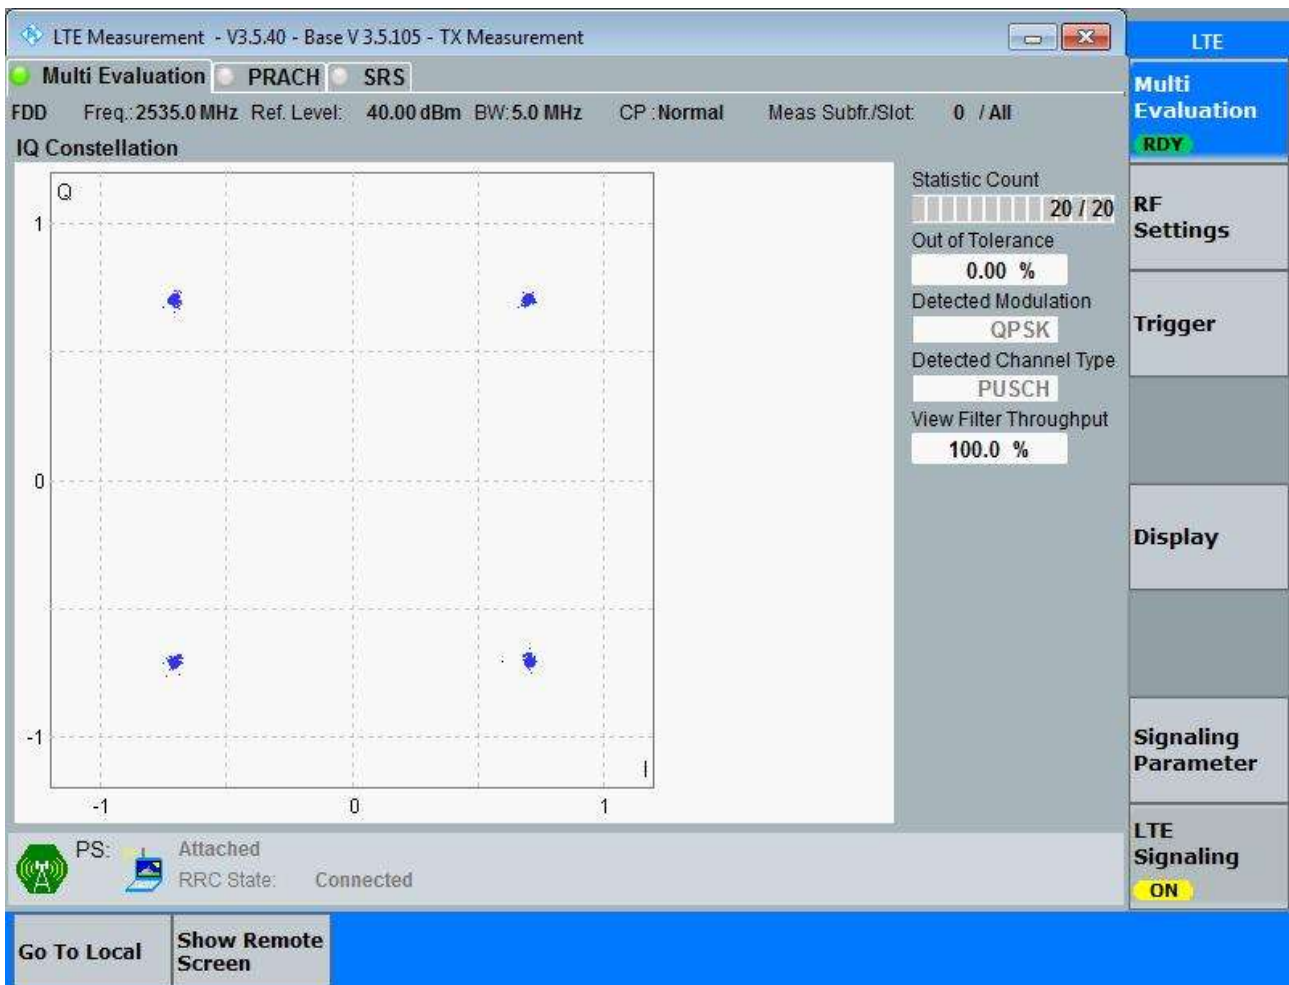 LTE Measurement - V3.5.40 - Base V 3.5.105 - TX Measurement
LTE
Multi Evaluation PRACH SRS
FDD Freq.: 2535.0 MHz Ref. Level: 40.00 dBm BW: 5.0 MHz CP : Normal Meas Subfr./Slot: 0 / All
IQ Constellation
Q
1
0
-1
I
-1 0 1
Statistic Count
20 / 20
Out of Tolerance
0.00 %
Detected Modulation
QPSK
Detected Channel Type
PUSCH
View Filter Throughput
100.0 %
Multi
Evaluation
RDY
RF
Settings
Trigger
Display
Signaling
Parameter
LTE
Signaling
ON
PS: Attached
RRC State: Connected
Go To Local
Show Remote
Screen